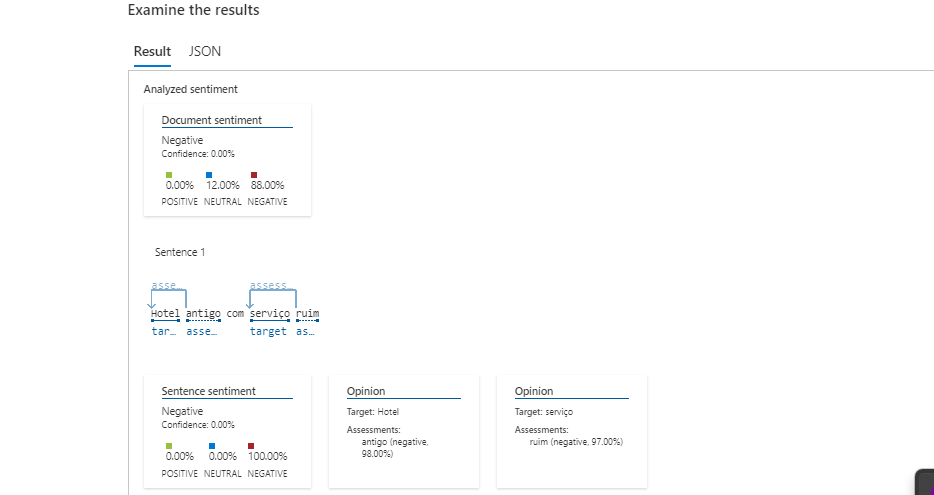 Examine the results
Result JSON
Analyzed sentiment
Document sentiment
Negative
Confidence: 0.00%
0.00% 12.00% 88.00%
POSITIVE NEUTRAL NEGATIVE
Sentence 1
asse... assess...
Hotel antigo com serviço ruim
tar... asse... target as...
Sentence sentiment
Negative
Confidence: 0.00%
0.00% 0.00% 100.00%
POSITIVE NEUTRAL NEGATIVE
Opinion
Target: Hotel
Assessments:
antigo (negative,
98.00%)
Opinion
Target: serviço
Assessments:
ruim (negative, 97.00%)